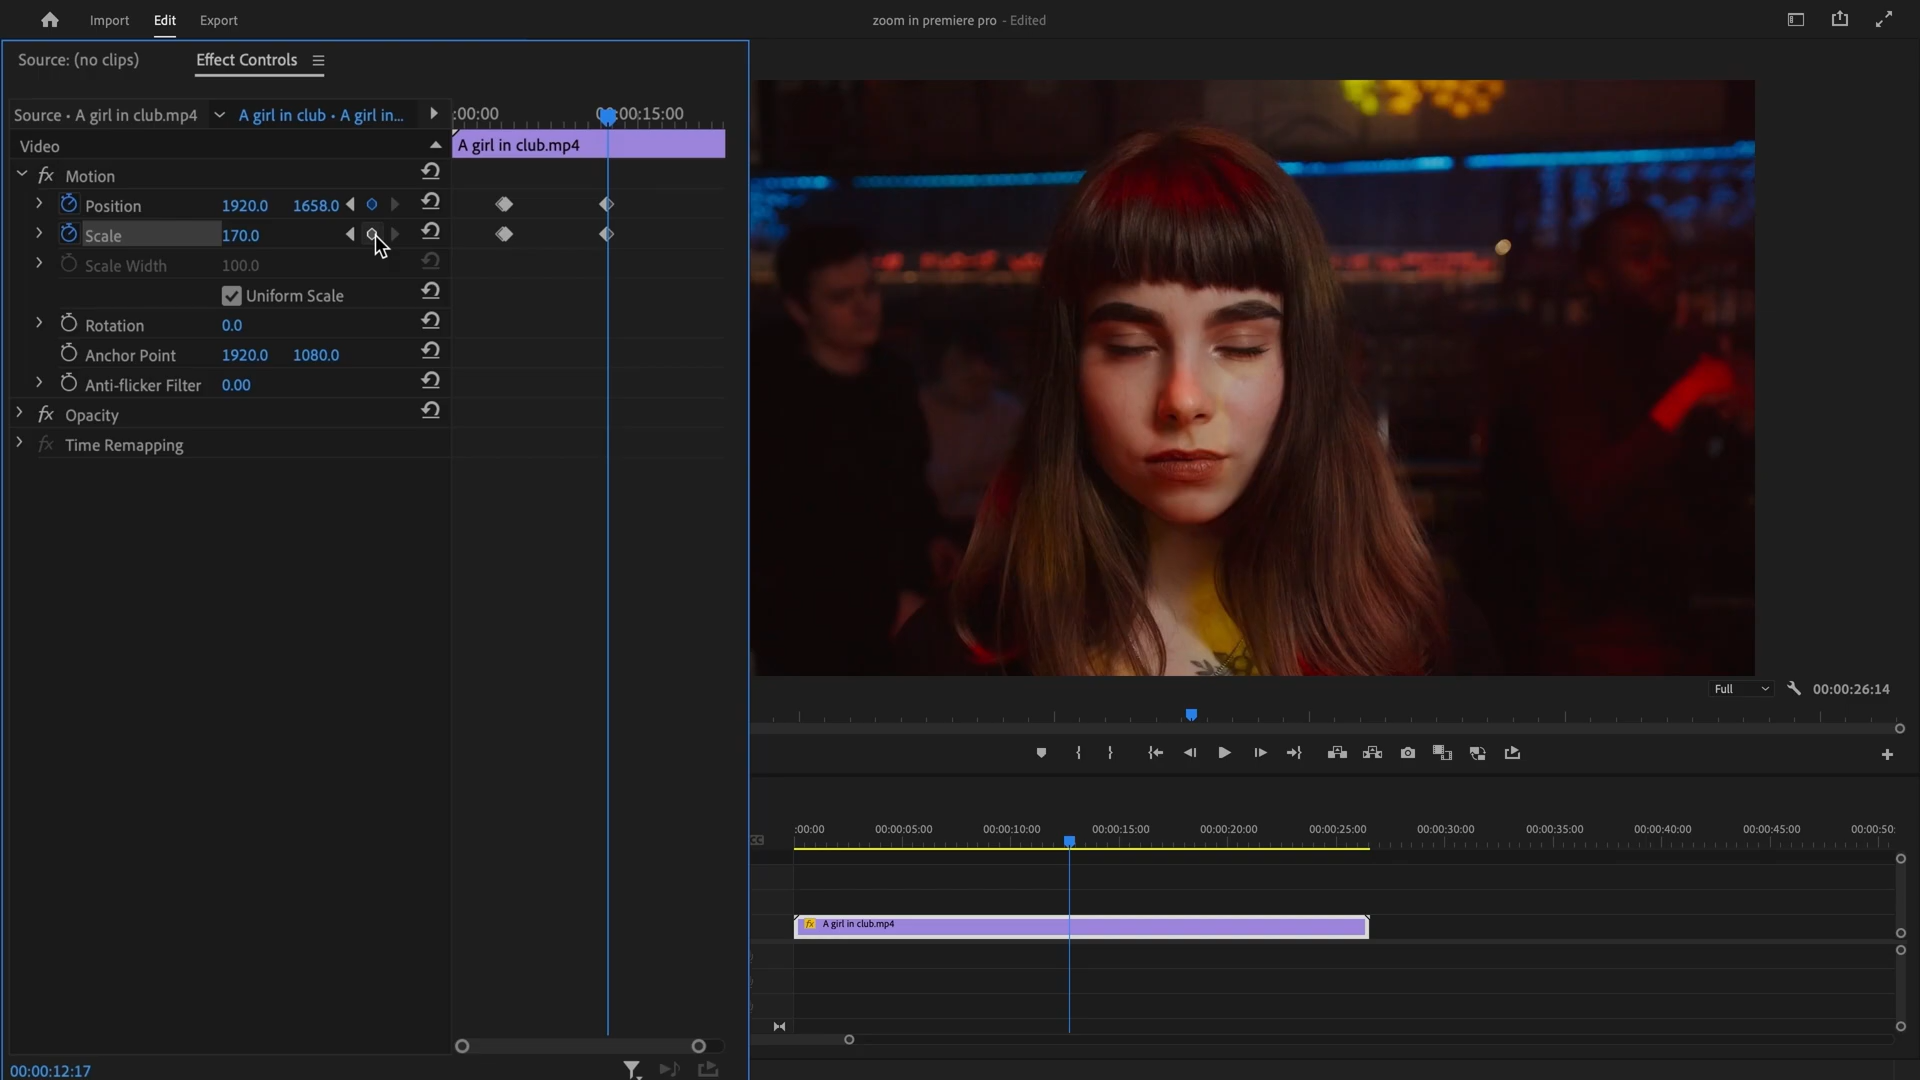 Import Edit Export
zoom in premiere pro - Edited
Source: (no clips) Effect Controls
Source • A girl in club.mp4 A girl in club • A girl in...
:00:00 00:00:15:00
A girl in club.mp4
Video
fx Motion
Position 1920.0 1658.0
Scale 170.0
Scale Width 100.0
Uniform Scale
Rotation 0.0
Anchor Point 1920.0 1080.0
Anti-flicker Filter 0.00
fx Opacity
fx Time Remapping
00:00:12:17
Full 00:00:26:14
:00:00 00:00:05:00 00:00:10:00 00:00:15:00 00:00:20:00 00:00:25:00 00:00:30:00 00:00:35:00 00:00:40:00 00:00:45:00 00:00:50:
fx A girl in club.mp4